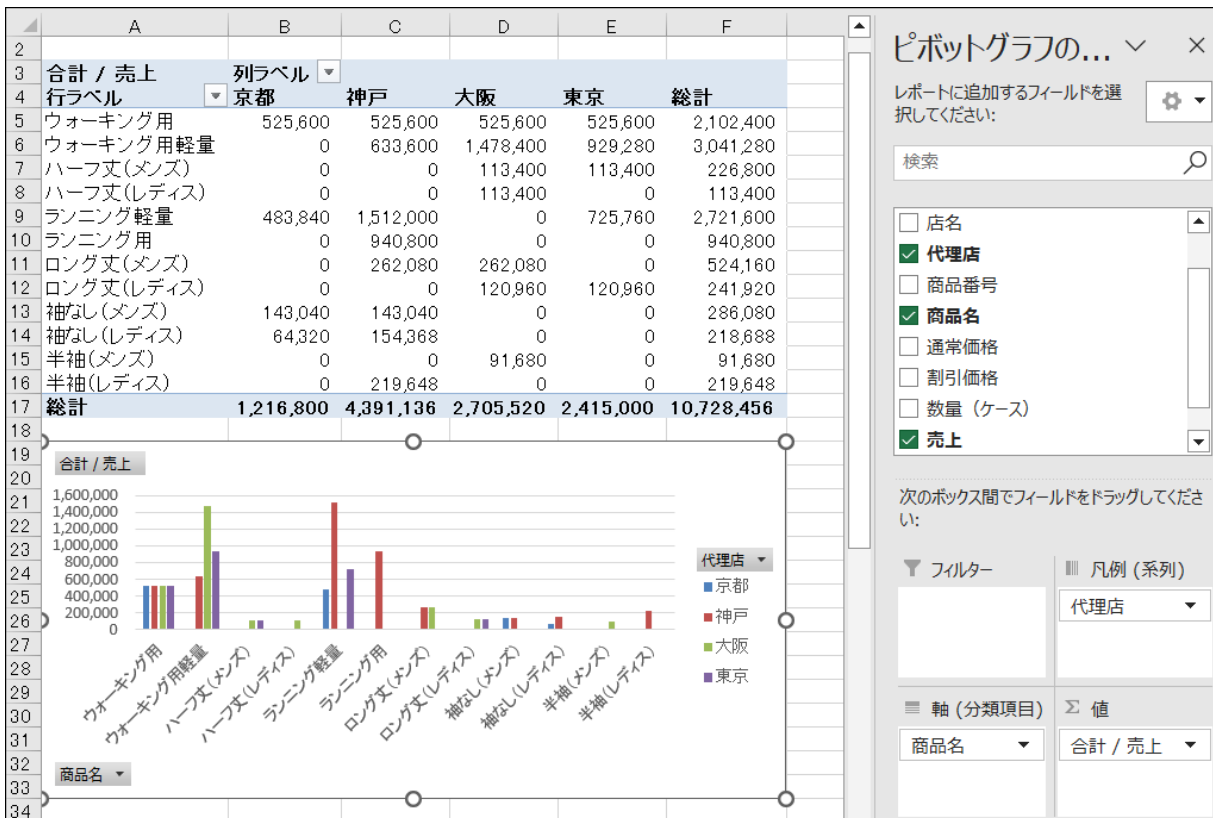 A B C D E F
2
3 合計 / 売上 列ラベル
4 行ラベル 京都 神戸 大阪 東京 総計
5 ウォーキング用 525,600 525,600 525,600 525,600 2,102,400
6 ウォーキング用軽量 0 633,600 1,478,400 929,280 3,041,280
7 ハーフ丈(メンズ) 0 0 113,400 113,400 226,800
8 ハーフ丈(レディス) 0 0 113,400 0 113,400
9 ランニング軽量 483,840 1,512,000 0 725,760 2,721,600
10 ランニング用 0 940,800 0 0 940,800
11 ロング丈(メンズ) 0 262,080 262,080 0 524,160
12 ロング丈(レディス) 0 0 120,960 120,960 241,920
13 袖なし(メンズ) 143,040 143,040 0 0 286,080
14 袖なし(レディス) 64,320 154,368 0 0 218,688
15 半袖(メンズ) 0 0 91,680 0 91,680
16 半袖(レディス) 0 219,648 0 0 219,648
17 総計 1,216,800 4,391,136 2,705,520 2,415,000 10,728,456
18
19
20
21
22
23
24
25
26
27
28
29
30
31
32
33
34
合計 / 売上
1,600,000
1,400,000
1,200,000
1,000,000
800,000
600,000
400,000
200,000
0
ウォーキング用
ウォーキング用軽量
ハーフ丈(メンズ)
ハーフ丈(レディス)
ランニング軽量
ランニング用
ロング丈(メンズ)
ロング丈(レディス)
袖なし(メンズ)
袖なし(レディス)
半袖(メンズ)
半袖(レディス)
代理店
京都
神戸
大阪
東京
商品名
ピボットグラフの...
レポートに追加するフィールドを選
択してください:
検索
店名
代理店
商品番号
商品名
通常価格
割引価格
数量（ケース）
売上
次のボックス間でフィールドをドラッグしてくださ
い:
フィルター
凡例 (系列)
代理店
軸 (分類項目)
Σ 値
商品名
合計 / 売上